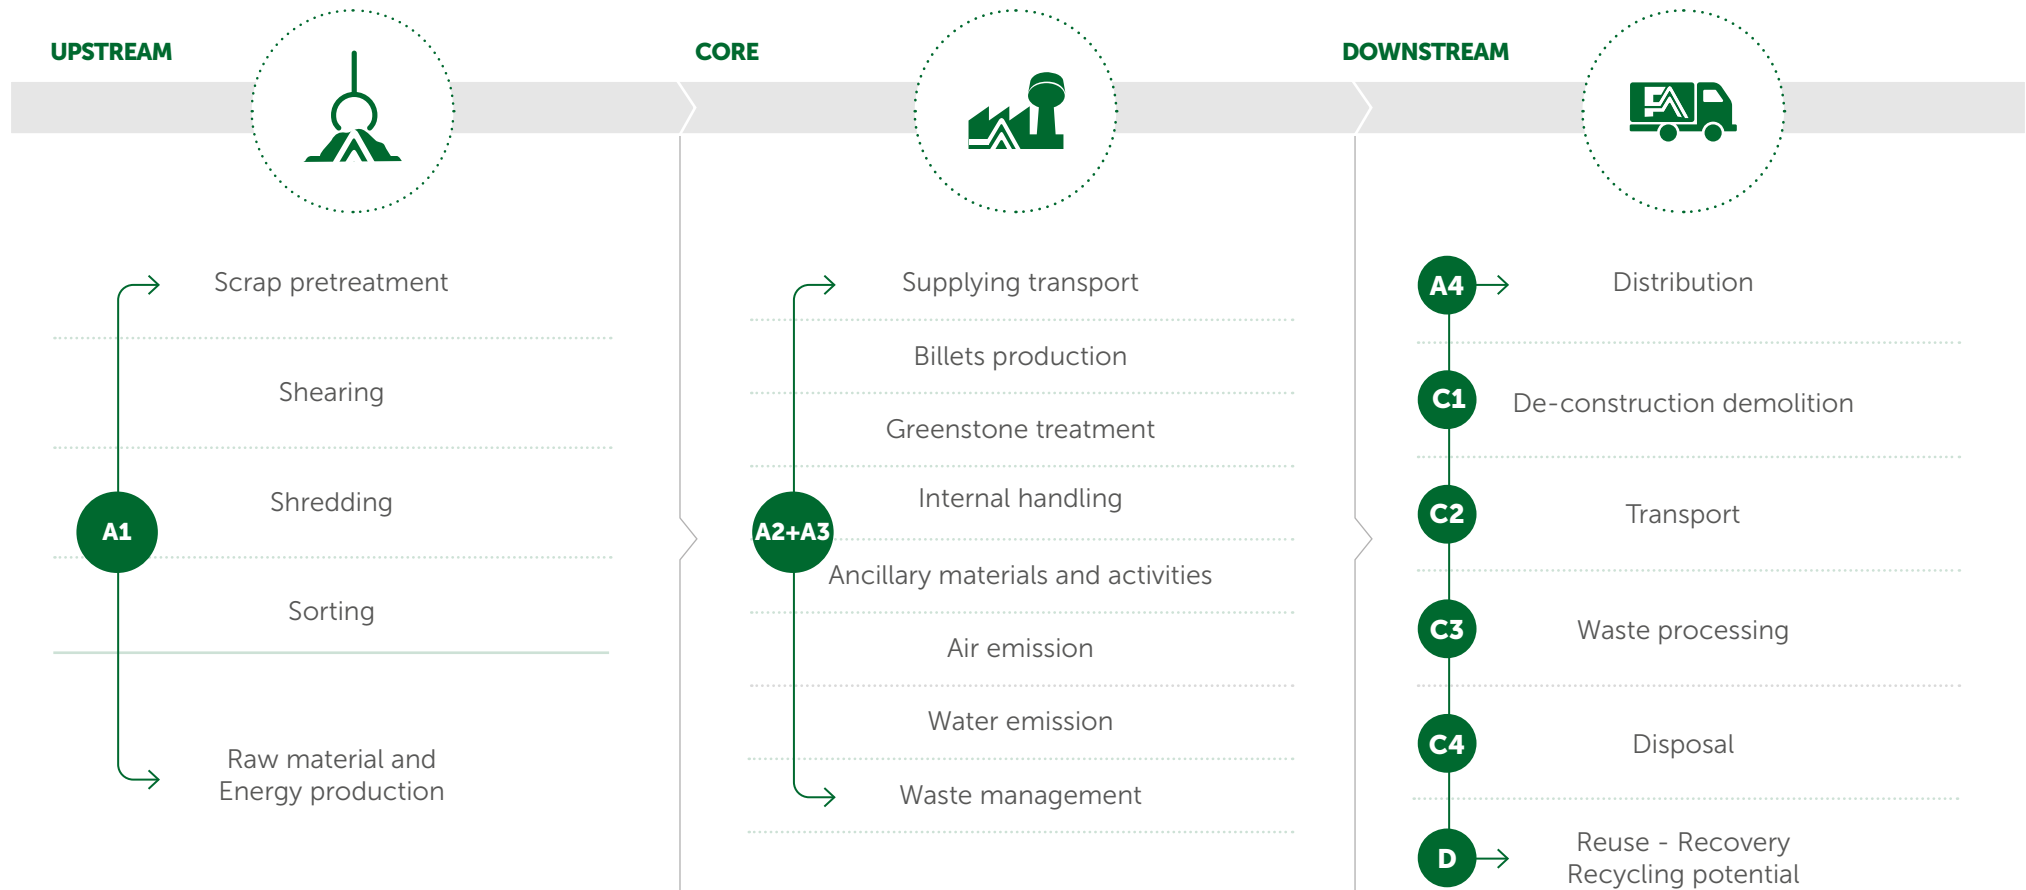 UPSTREAM
Scrap pretreatment
Shearing
Shredding
A1
Sorting
Raw material and
Energy production
CORE
Supplying transport
Billets production
Greenstone treatment
Internal handling
A2+A3
Ancillary materials and activities
Air emission
Water emission
Waste management
DOWNSTREAM
A4
Distribution
C1
De-construction demolition
C2
Transport
C3
Waste processing
C4
Disposal
D
Reuse - Recovery
Recycling potential